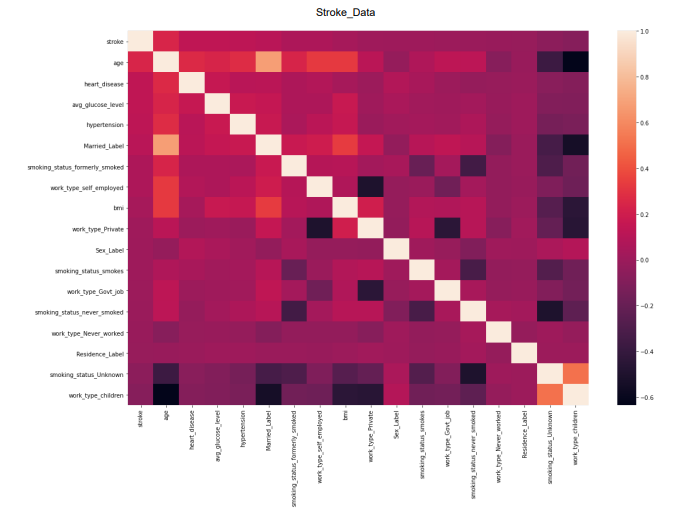 Stroke_Data
stroke
age
heart_disease
avg_glucose_level
hypertension
Married_Label
smoking_status_formerly_smoked
work_type_self_employed
bmi
work_type_Private
Sex_Label
smoking_status_smokes
work_type_Govt_job
smoking_status_never_smoked
work_type_Never_worked
Residence_Label
smoking_status_Unknown
work_type_children
stroke
age
heart_disease
avg_glucose_level
hypertension
Married_Label
smoking_status_formerly_smoked
work_type_self_employed
bmi
work_type_Private
Sex_Label
smoking_status_smokes
work_type_Govt_job
smoking_status_never_smoked
work_type_Never_worked
Residence_Label
smoking_status_Unknown
work_type_children
1.0
0.8
0.6
0.4
0.2
0.0
−0.2
−0.4
−0.6